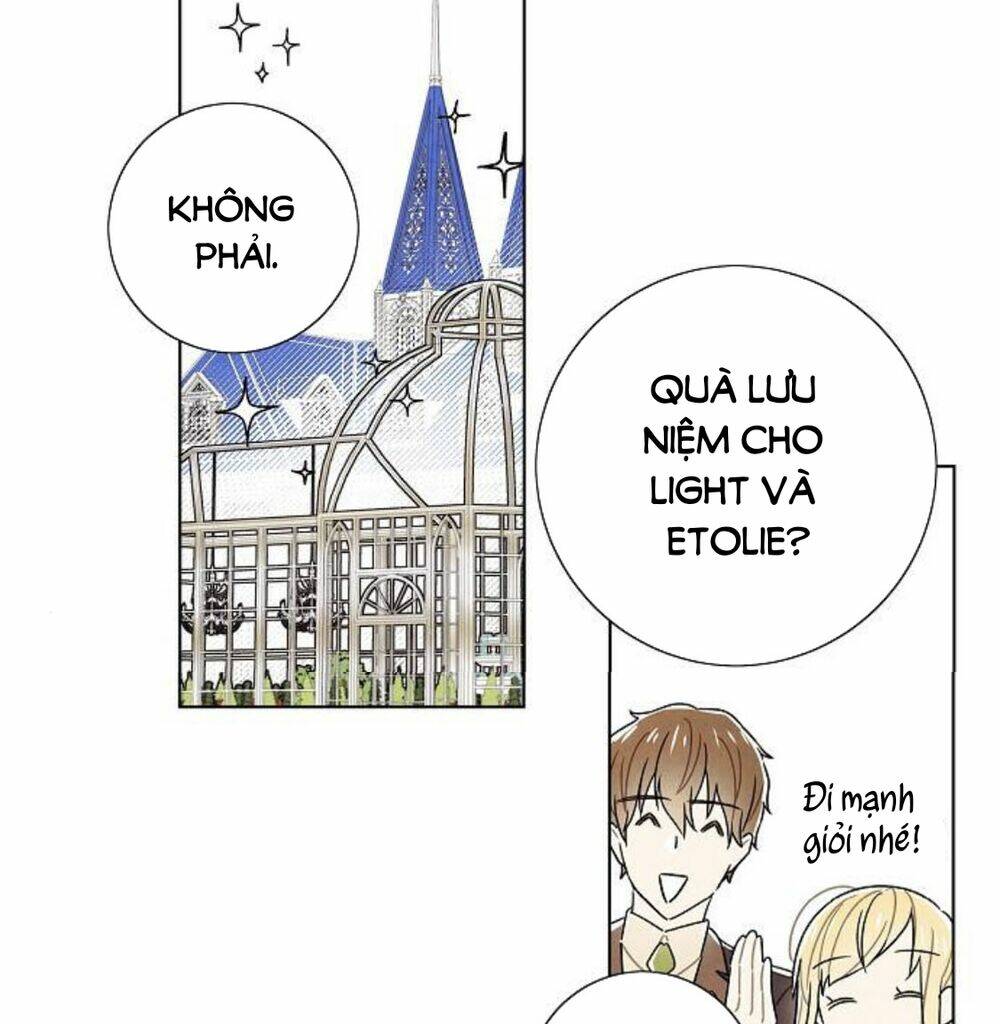 KHÔNG
PHẢI.
QUÀ LƯU
NIỆM CHO
LIGHT VÀ
ETOLIE?
Đi mạnh
giỏi nhé!